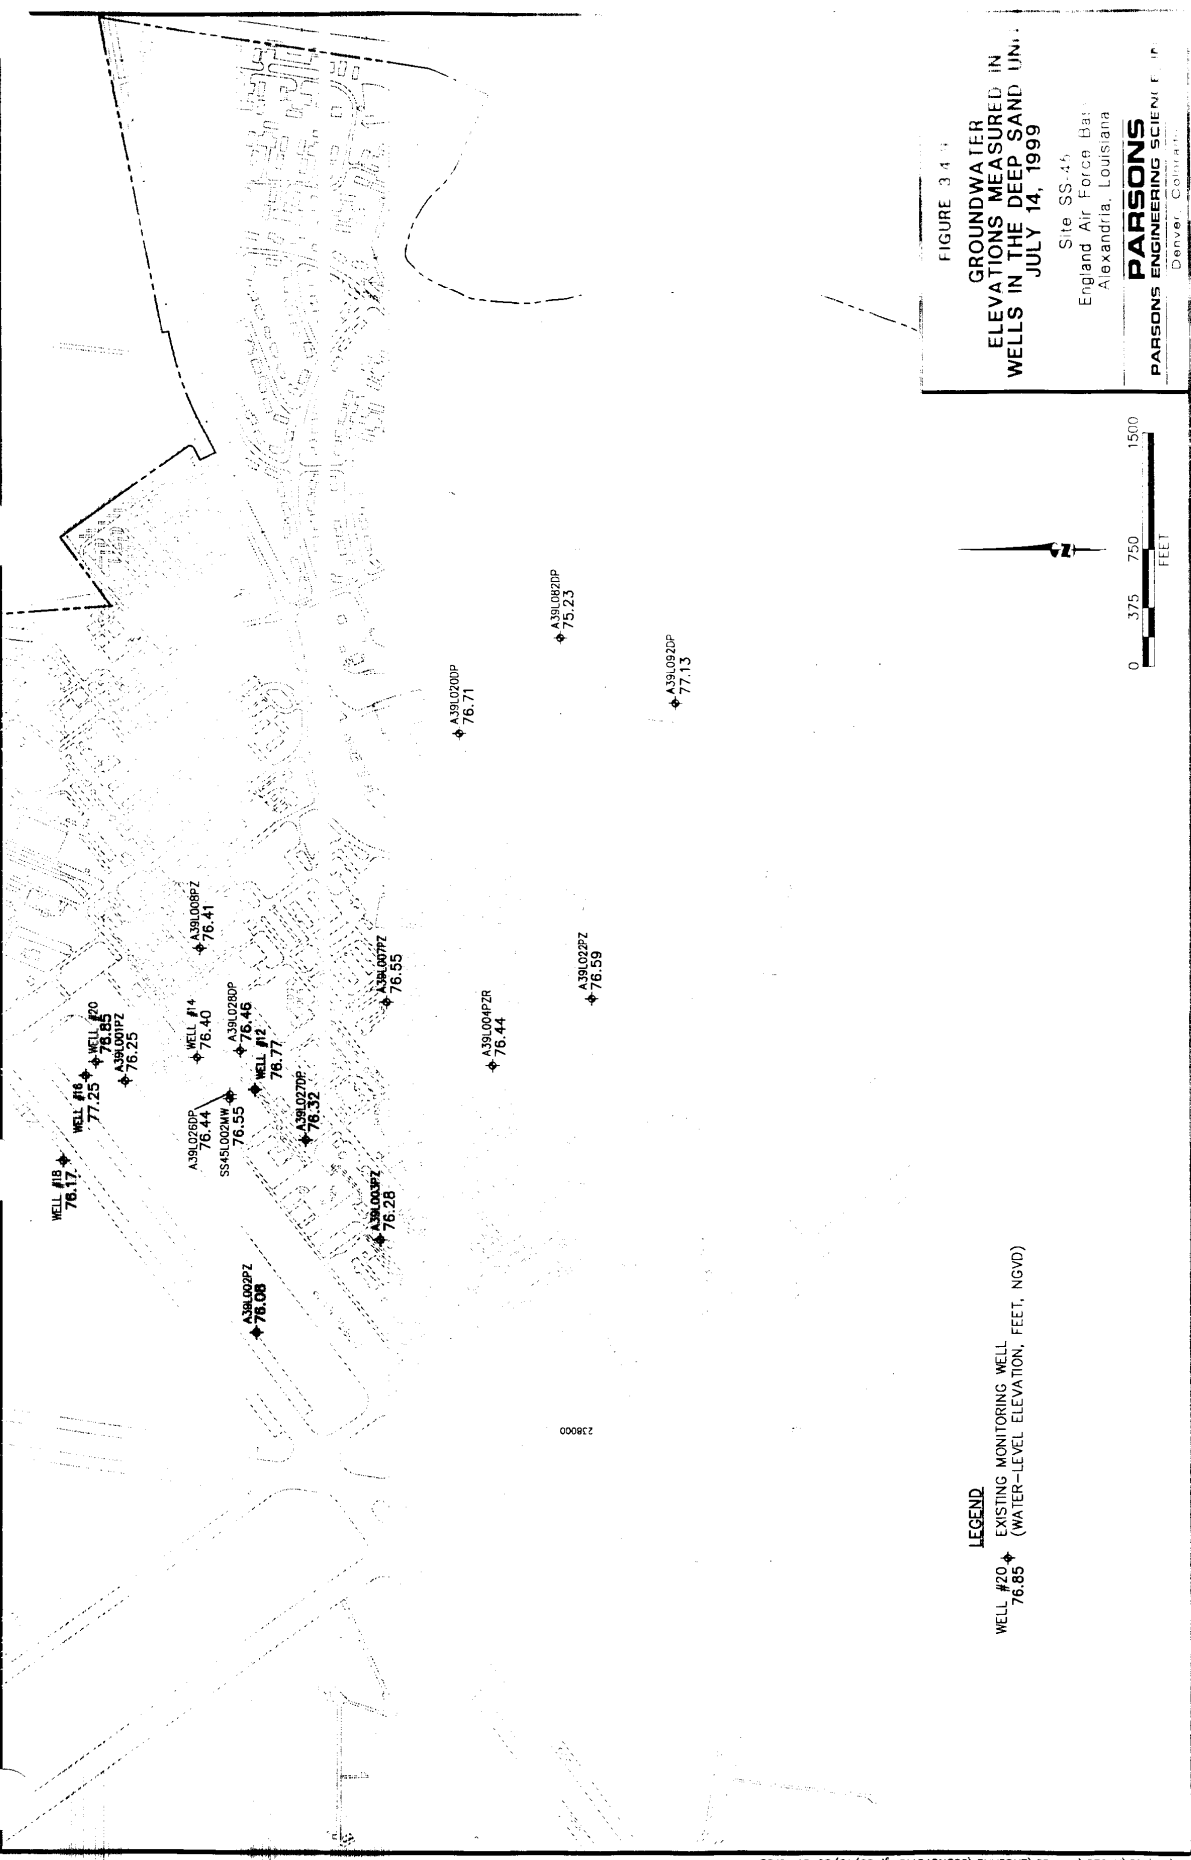 WELL #18
76.17
WELL #16
77.25
WELL #20
76.85
A39L001PZ
76.25
WELL #14
76.40
A39L008PZ
76.41
A39L026DP
76.44
SS45L002MW
76.55
A39L028DP
76.46
WELL #12
76.77
A39L027DP
76.32
A39L002PZ
76.08
A39L003PZ
76.28
A39L007PZ
76.55
A39L004PZR
76.44
A39L022PZ
76.59
A39L020DP
76.71
A39L082DP
75.23
A39L092DP
77.13
238000
LEGEND
WELL #20 EXISTING MONITORING WELL
76.85 (WATER-LEVEL ELEVATION, FEET, NGVD)
N
0 375 750 1500
FEET
FIGURE 3.4
GROUNDWATER
ELEVATIONS MEASURED IN
WELLS IN THE DEEP SAND
JULY 14, 1999
Site
England Air Force
Alexandria, Louisiana
PARSONS
PARSONS ENGINEERING SCIENCE
Denver,